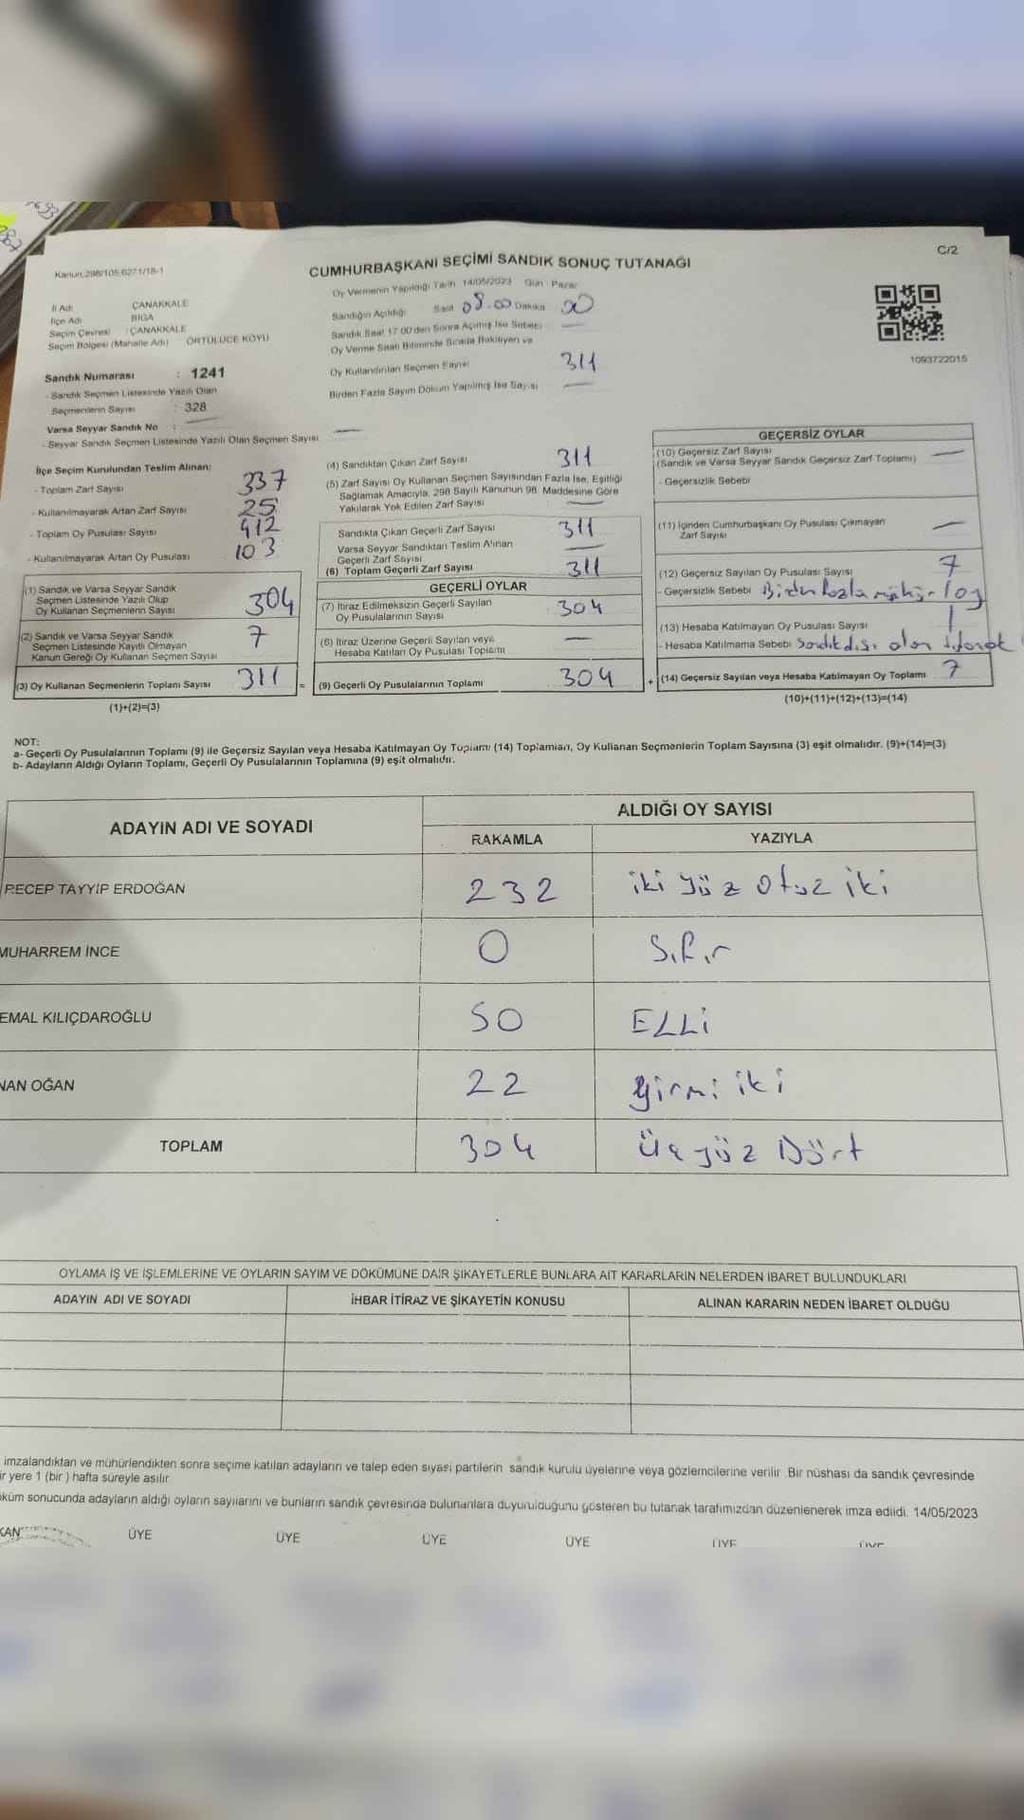 C/2
Kanun.298/105,6271/18-1
CUMHURBAŞKANI SEÇİMİ SANDIK SONUÇ TUTANAĞI
Oy Vermenin Yapıldığı Tarih 14/05/2023 Gün Pazar
İl Adı ÇANAKKALE
İlçe Adı BİGA
Seçim Çevresi : ÇANAKKALE
Seçim Bölgesi (Mahalle Adı) ÖRTÜLÜCE KÖYÜ
Sandığın Açıldığı Saat 08.00 Dakika 00
Sandık Saat 17:00'den Sonra Açılmış İse Sebebi
Oy Verme Saati Bitiminde Sırada Bekleyen ve
Oy Kullandırılan Seçmen Sayısı 311
Birden Fazla Sayım Döküm Yapılmış İse Sayısı
1093722015
Sandık Numarası : 1241
- Sandık Seçmen Listesinde Yazılı Olan
Seçmenlerin Sayısı : 328
Varsa Seyyar Sandık No :
- Seyyar Sandık Seçmen Listesinde Yazılı Olan Seçmen Sayısı
İlçe Seçim Kurulundan Teslim Alınan:
- Toplam Zarf Sayısı 337
- Kullanılmayarak Artan Zarf Sayısı 25
- Toplam Oy Pusulası Sayısı 412
- Kullanılmayarak Artan Oy Pusulası 103
(1) Sandık ve Varsa Seyyar Sandık
Seçmen Listesinde Yazılı Olup
Oy Kullanan Seçmenlerin Sayısı 304
(2) Sandık ve Varsa Seyyar Sandık
Seçmen Listesinde Kayıtlı Olmayan
Kanun Gereği Oy Kullanan Seçmen Sayısı 7
(3) Oy Kullanan Seçmenlerin Toplam Sayısı 311 =
(1)+(2)=(3)
(4) Sandıktan Çıkan Zarf Sayısı 311
(5) Zarf Sayısı Oy Kullanan Seçmen Sayısından Fazla İse, Eşitliği
Sağlamak Amacıyla, 298 Sayılı Kanunun 98. Maddesine Göre
Yakılarak Yok Edilen Zarf Sayısı
Sandıkta Çıkan Geçerli Zarf Sayısı 311
Varsa Seyyar Sandıktan Teslim Alınan
Geçerli Zarf Sayısı
(6) Toplam Geçerli Zarf Sayısı 311
GEÇERLİ OYLAR
(7) İtiraz Edilmeksizin Geçerli Sayılan
Oy Pusulalarının Sayısı 304
(8) İtiraz Üzerine Geçerli Sayılan veya
Hesaba Katılan Oy Pusulası Toplamı
(9) Geçerli Oy Pusulalarının Toplamı 304 +
GEÇERSİZ OYLAR
(10) Geçersiz Zarf Sayısı
(Sandık ve Varsa Seyyar Sandık Geçersiz Zarf Toplamı)
- Geçersizlik Sebebi
(11) İçinden Cumhurbaşkanı Oy Pusulası Çıkmayan
Zarf Sayısı
(12) Geçersiz Sayılan Oy Pusulası Sayısı 7
- Geçersizlik Sebebi Birden fazla mühür
(13) Hesaba Katılmayan Oy Pusulası Sayısı
- Hesaba Katılmama Sebebi Sandık dışı olan
(14) Geçersiz Sayılan veya Hesaba Katılmayan Oy Toplamı 7
(10)+(11)+(12)+(13)=(14)
NOT:
a- Geçerli Oy Pusulalarının Toplamı (9) ile Geçersiz Sayılan veya Hesaba Katılmayan Oy Toplamı (14) Toplamları, Oy Kullanan Seçmenlerin Toplam Sayısına (3) eşit olmalıdır. (9)+(14)=(3)
b- Adayların Aldığı Oyların Toplamı, Geçerli Oy Pusulalarının Toplamına (9) eşit olmalıdır.
ADAYIN ADI VE SOYADI
ALDIĞI OY SAYISI
RAKAMLA YAZIYLA
RECEP TAYYİP ERDOĞAN 232 iki yüz otuz iki
MUHARREM İNCE 0 Sıfır
EMAL KILIÇDAROĞLU 50 ELLİ
NAN OĞAN 22 yirmi iki
TOPLAM 304 Üç yüz Dört
OYLAMA İŞ VE İŞLEMLERİNE VE OYLARIN SAYIM VE DÖKÜMÜNE DAİR ŞİKAYETLERLE BUNLARA AİT KARARLARIN NELERDEN İBARET BULUNDUKLARI
ADAYIN ADI VE SOYADI İHBAR İTİRAZ VE ŞİKAYETİN KONUSU ALINAN KARARIN NEDEN İBARET OLDUĞU
imzalandıktan ve mühürlendikten sonra seçime katılan adayların ve talep eden siyasi partilerin sandık kurulu üyelerine veya gözlemcilerine verilir. Bir nüshası da sandık çevresinde
ir yere 1 (bir ) hafta süreyle asılır
öküm sonucunda adayların aldığı oyların sayılarını ve bunların sandık çevresinde bulunanlara duyurulduğunu gösteren bu tutanak tarafımızdan düzenlenerek imza edildi. 14/05/2023
KAN ÜYE ÜYE ÜYE ÜYE ÜYE ÜYE